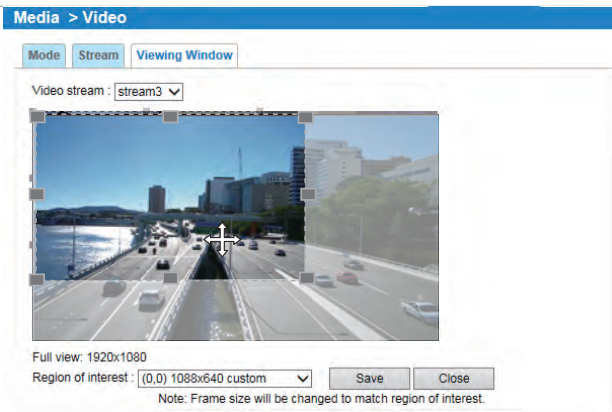 Media > Video
Mode Stream Viewing Window
Video stream : stream3
Full view: 1920x1080
Region of interest : (0,0) 1088x640 custom Save Close
Note: Frame size will be changed to match region of interest.